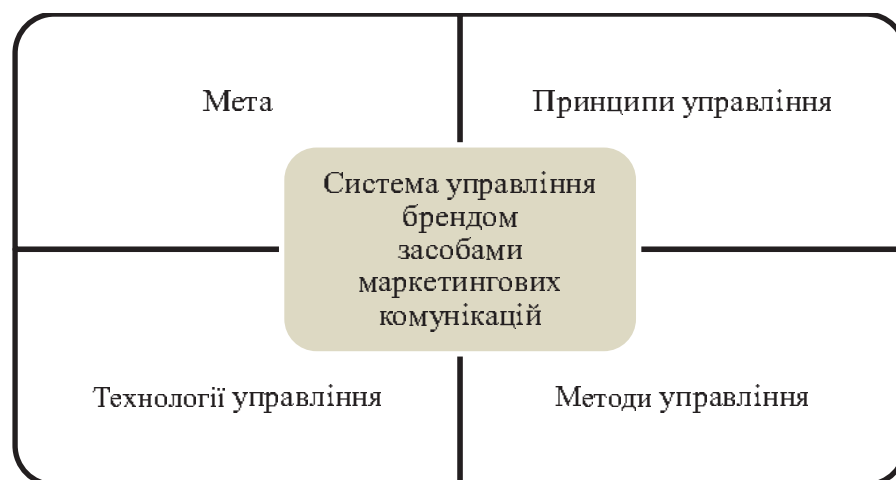 Мета
Принципи управління
Система управління
брендом
засобами
маркетингових
комунікацій
Технології управління
Методи управління